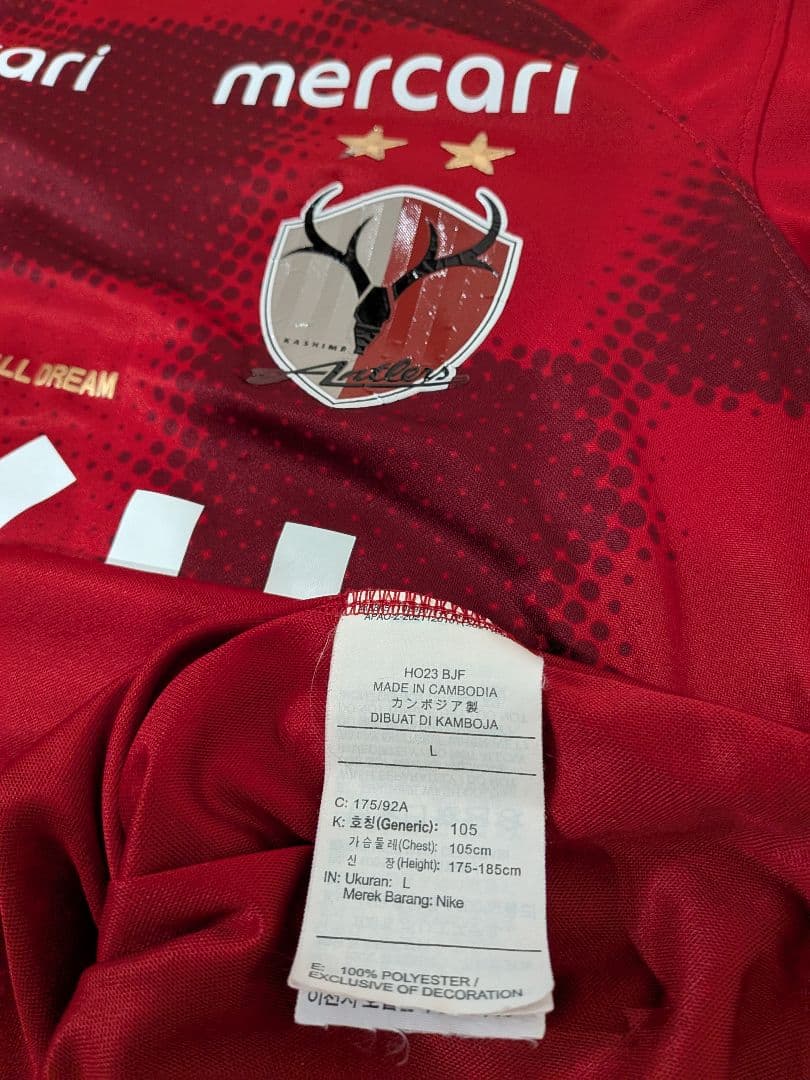 ari
mercari
KASHIMA
Antlers
LL DREAM
HO23 BJF
MADE IN CAMBODIA
カンボジア製
DIBUAT DI KAMBOJA
L
C: 175/92A
K: 호칭(Generic): 105
가슴둘레(Chest): 105cm
신 장(Height): 175-185cm
IN: Ukuran: L
Merek Barang: Nike
E: 100% POLYESTER /
EXCLUSIVE OF DECORATION